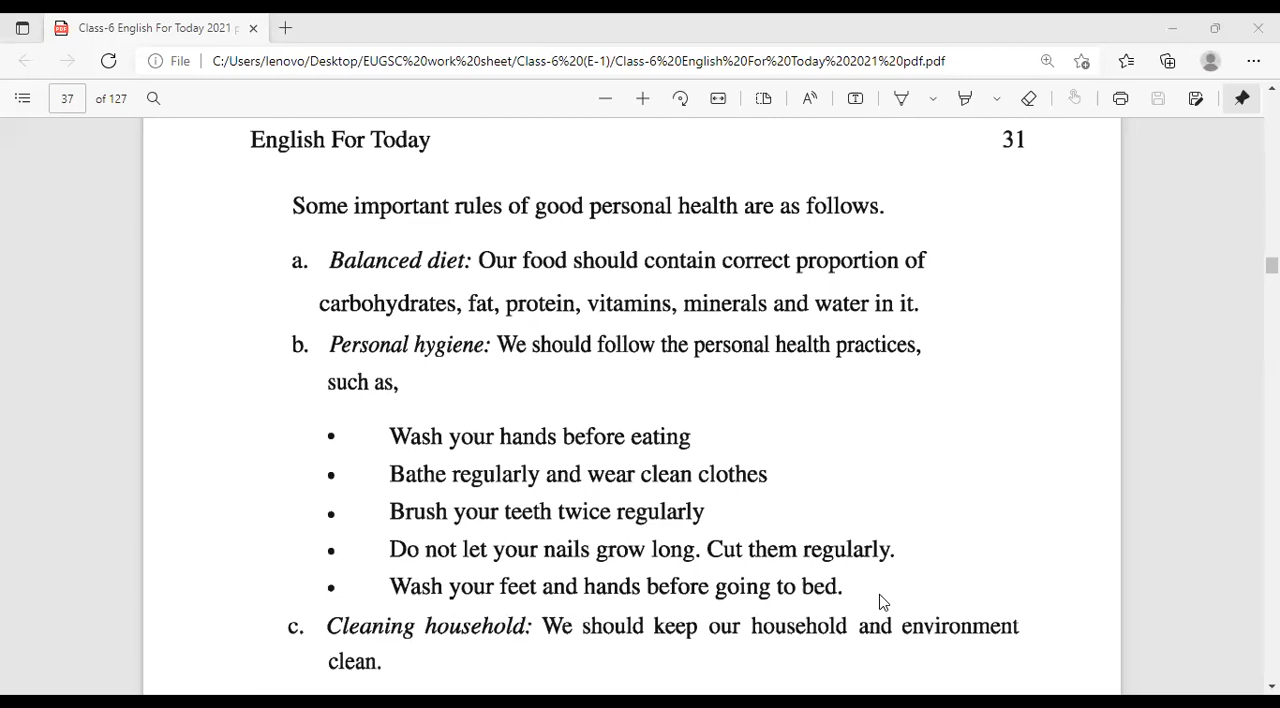 Class-6 English For Today 2021 p
File
C:/Users/lenovo/Desktop/EUGSC%20work%20sheet/Class-6%20(E-1)/Class-6%20English%20For%20Today%202021%20pdf.pdf
37 of 127
English For Today 31
Some important rules of good personal health are as follows.
a. Balanced diet: Our food should contain correct proportion of
carbohydrates, fat, protein, vitamins, minerals and water in it.
b. Personal hygiene: We should follow the personal health practices,
such as,
• Wash your hands before eating
• Bathe regularly and wear clean clothes
• Brush your teeth twice regularly
• Do not let your nails grow long. Cut them regularly.
• Wash your feet and hands before going to bed.
c. Cleaning household: We should keep our household and environment
clean.